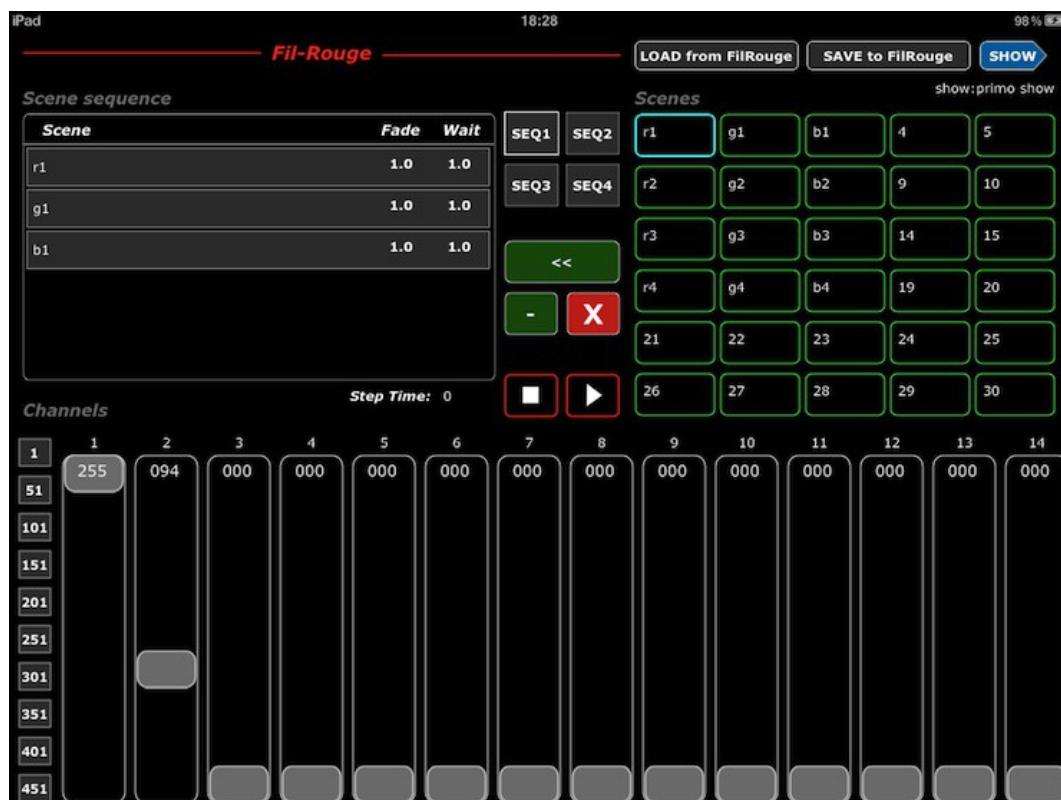 iPad 18:28 98%
Fil-Rouge
LOAD from FilRouge SAVE to FilRouge SHOW
show:primo show
Scene sequence
Scenes
Scene Fade Wait
r1 1.0 1.0
g1 1.0 1.0
b1 1.0 1.0
SEQ1 SEQ2
SEQ3 SEQ4
<<
- X
Step Time: 0
r1 g1 b1 4 5
r2 g2 b2 9 10
r3 g3 b3 14 15
r4 g4 b4 19 20
21 22 23 24 25
26 27 28 29 30
Channels
1 2 3 4 5 6 7 8 9 10 11 12 13 14
255 094 000 000 000 000 000 000 000 000 000 000 000 000
1
51
101
151
201
251
301
351
401
451